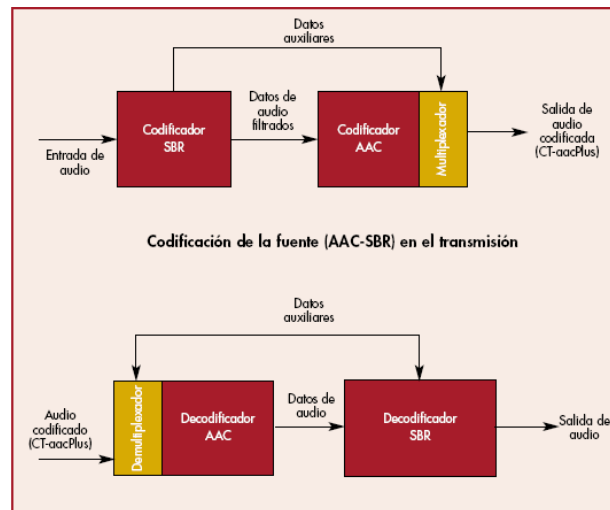 Datos
auxiliares
Entrada de
audio
Codificador
SBR
Datos de
audio
filtrados
Codificador
AAC
Multiplexador
Salida de
audio
codificada
(CT-aacPlus)
Codificación de la fuente (AAC-SBR) en el transmisión
Datos
auxiliares
Audio
codificado
(CT-aacPlus)
Demultiplexador
Decodificador
AAC
Datos de
audio
Decodificador
SBR
Salida de
audio